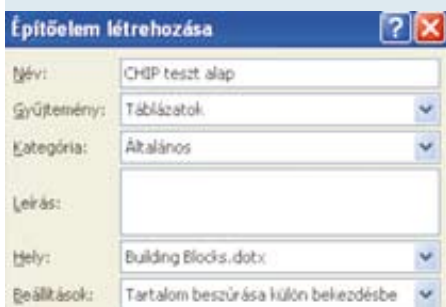 Építőelem létrehozása
Név: CHIP teszt alap
Gyűjtemény: Táblázatok
Kategória: Általános
Leírás:
Hely: Building Blocks.dotx
Beállítások: Tartalom beszúrása külön bekezdésbe